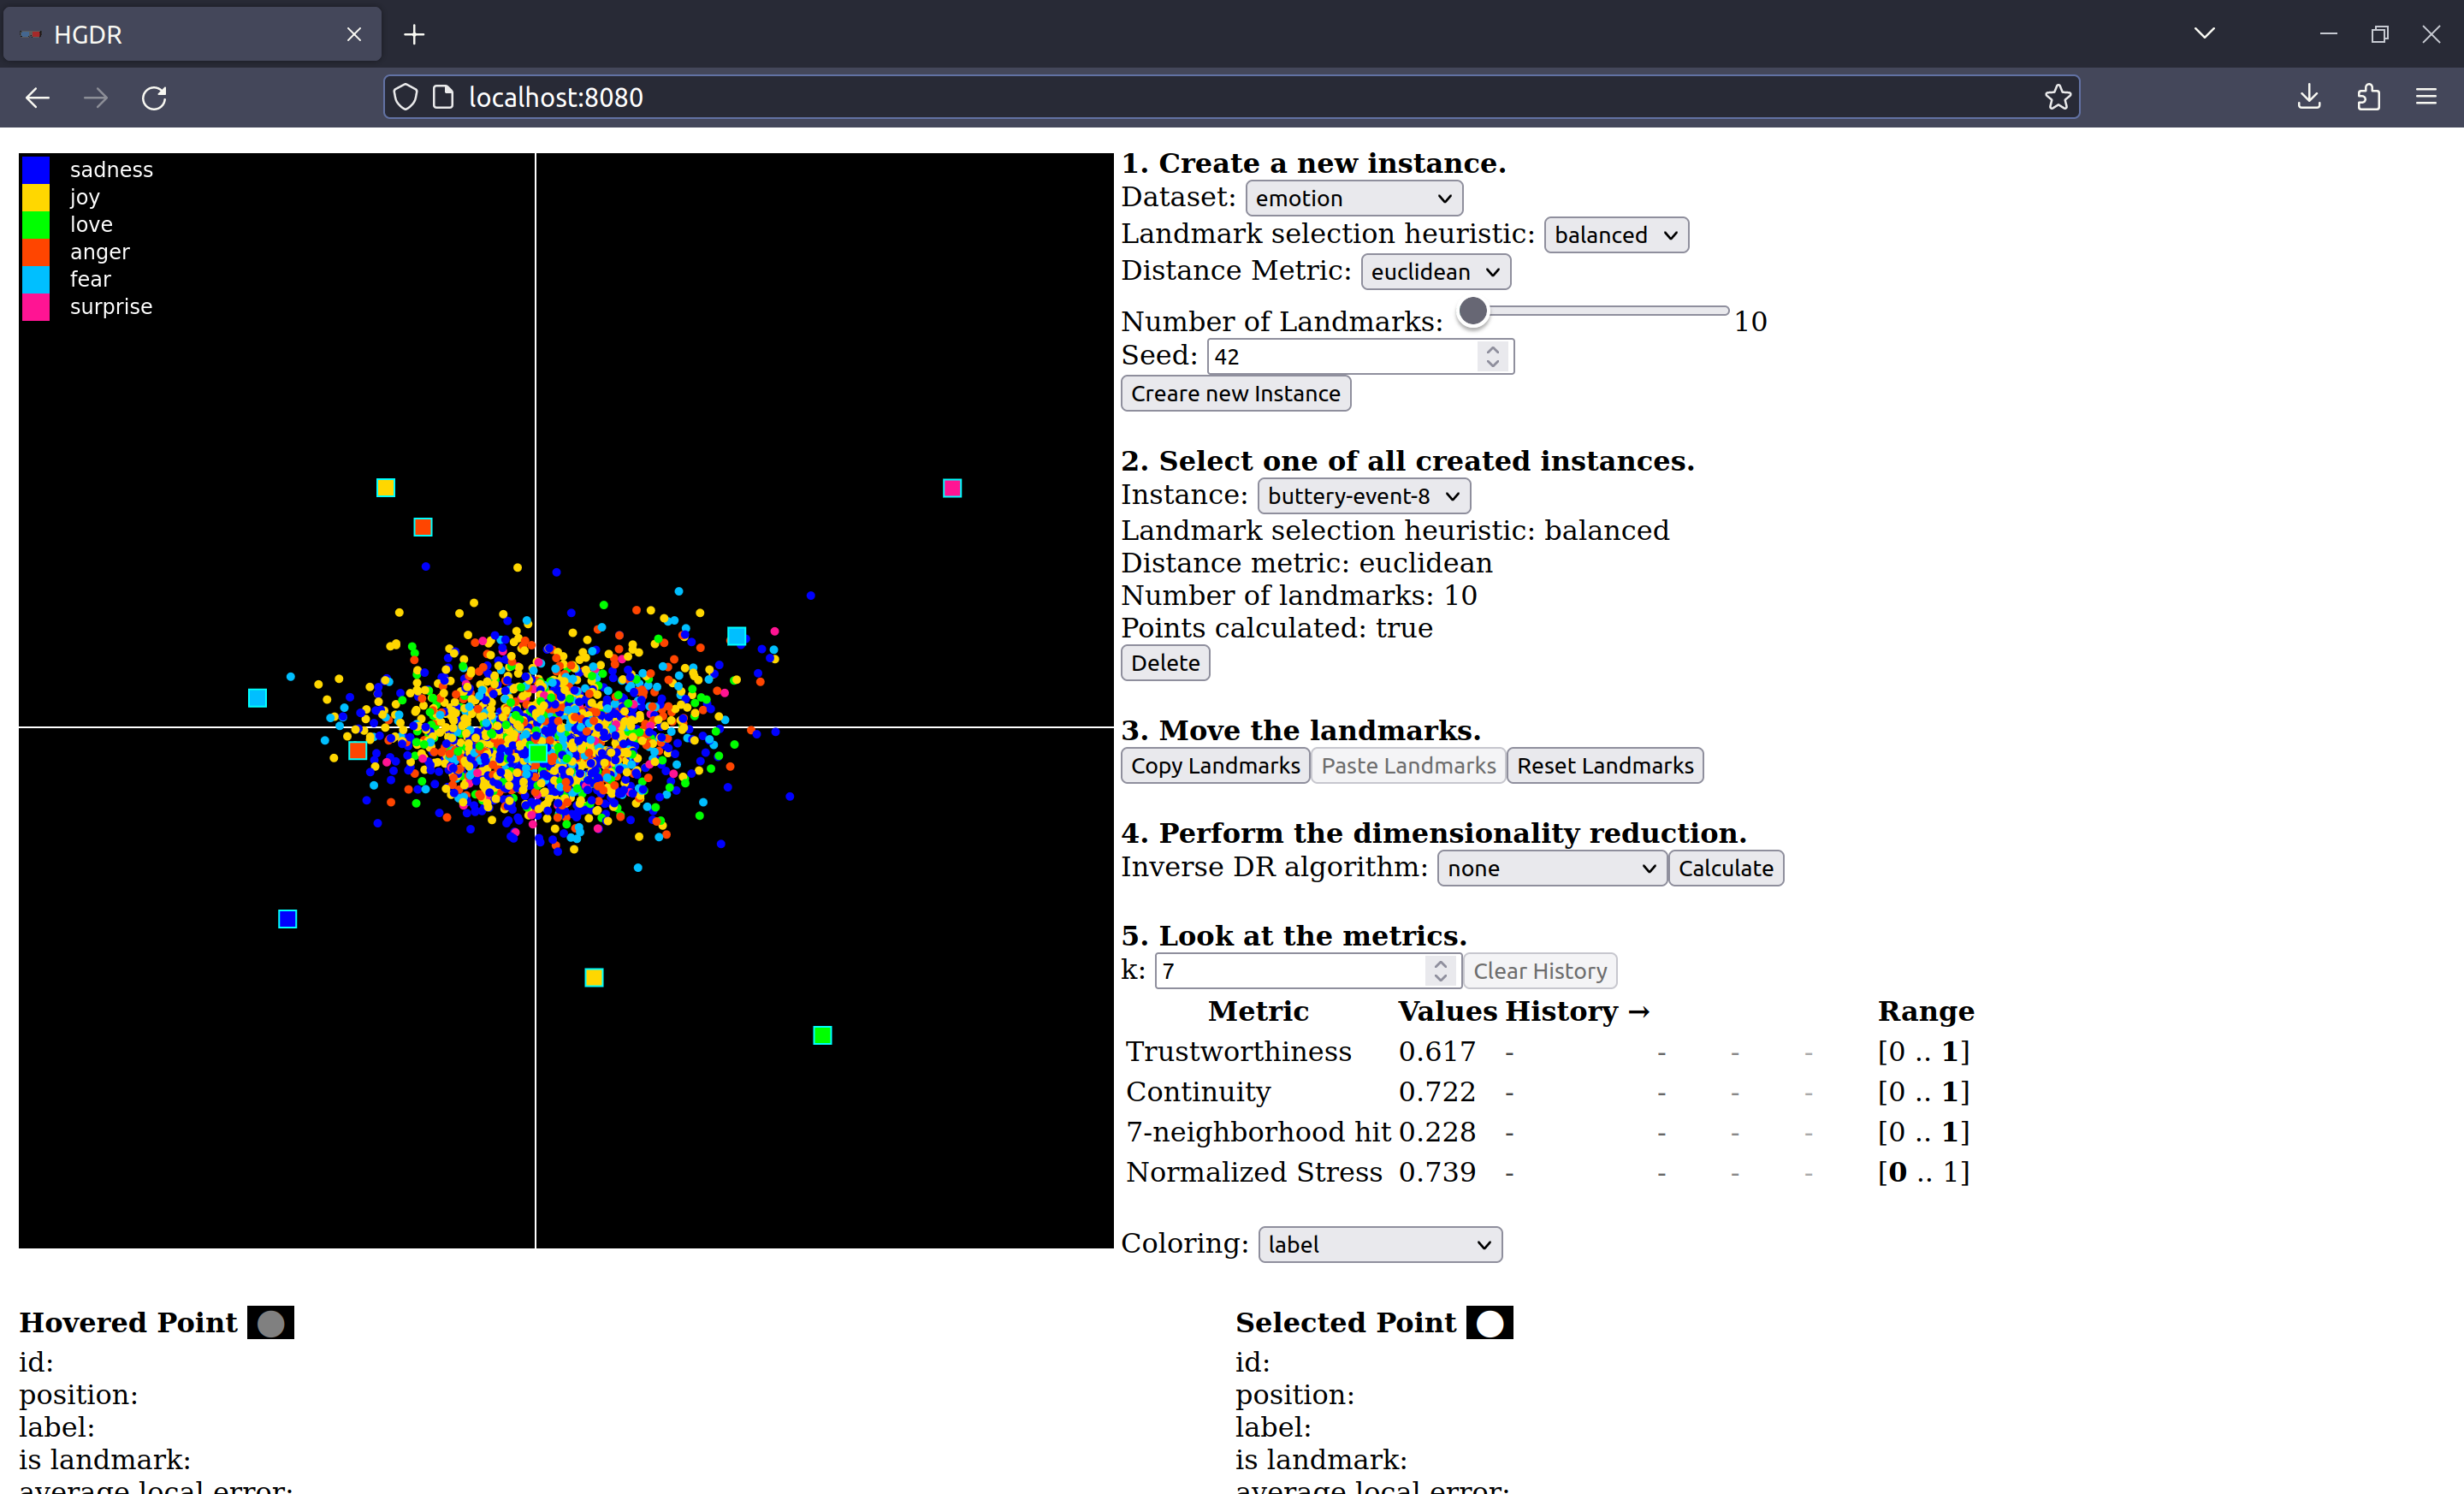 HGDR
localhost:8080
sadness
joy
love
anger
fear
surprise
1. Create a new instance.
Dataset: emotion
Landmark selection heuristic: balanced
Distance Metric: euclidean
Number of Landmarks: 10
Seed: 42
Creare new Instance
2. Select one of all created instances.
Instance: buttery-event-8
Landmark selection heuristic: balanced
Distance metric: euclidean
Number of landmarks: 10
Points calculated: true
Delete
3. Move the landmarks.
Copy Landmarks Paste Landmarks Reset Landmarks
4. Perform the dimensionality reduction.
Inverse DR algorithm: none Calculate
5. Look at the metrics.
k: 7 Clear History
Metric Values History → Range
Trustworthiness 0.617 - - - - [0 .. 1]
Continuity 0.722 - - - - [0 .. 1]
7-neighborhood hit 0.228 - - - - [0 .. 1]
Normalized Stress 0.739 - - - - [0 .. 1]
Coloring: label
Hovered Point
id:
position:
label:
is landmark:
average local error:
Selected Point
id:
position:
label:
is landmark:
average local error: